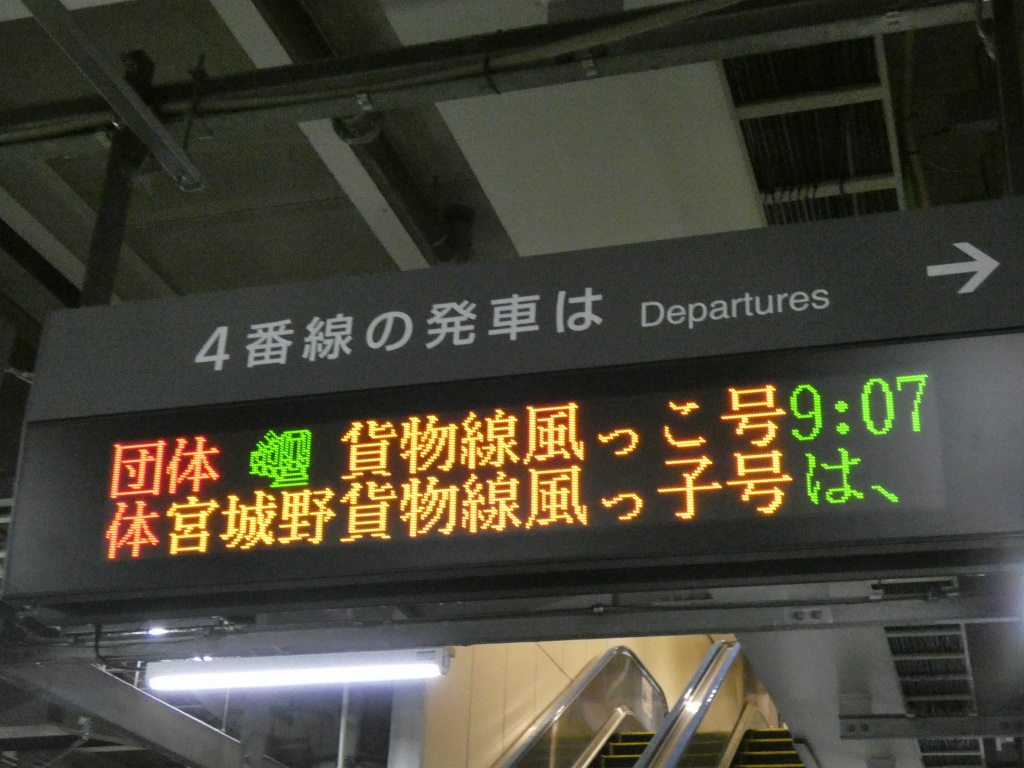 4番線の発車は Departures →
団体 貨物線風っこ号 9:07
体宮城野貨物線風っ子号は、